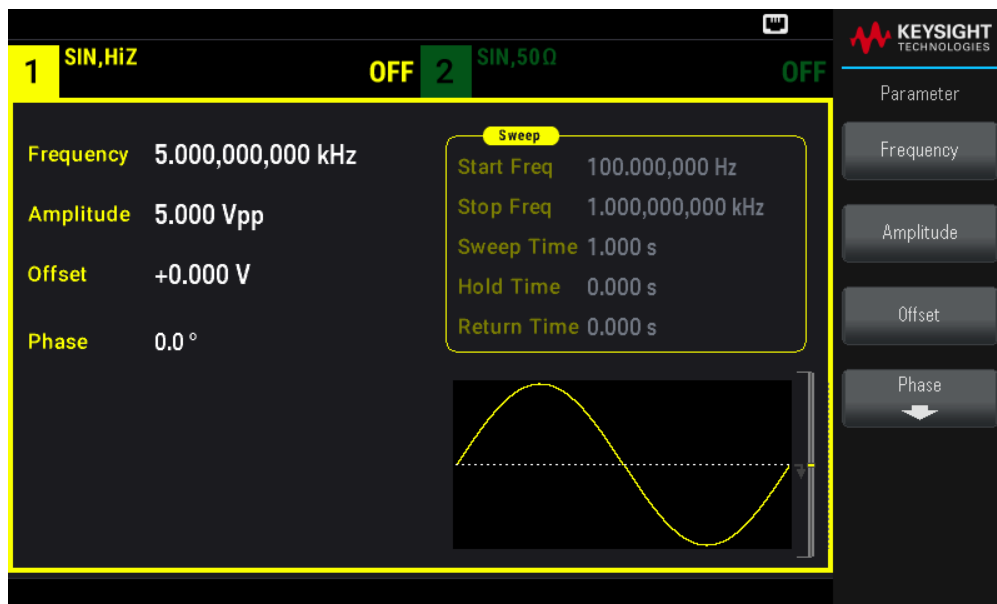 KEYSIGHT
TECHNOLOGIES
1 SIN,HiZ OFF 2 SIN,50Ω OFF
Parameter
Frequency 5.000,000,000 kHz
Amplitude 5.000 Vpp
Offset +0.000 V
Phase 0.0 °
Sweep
Start Freq 100.000,000 Hz
Stop Freq 1.000,000,000 kHz
Sweep Time 1.000 s
Hold Time 0.000 s
Return Time 0.000 s
Frequency
Amplitude
Offset
Phase